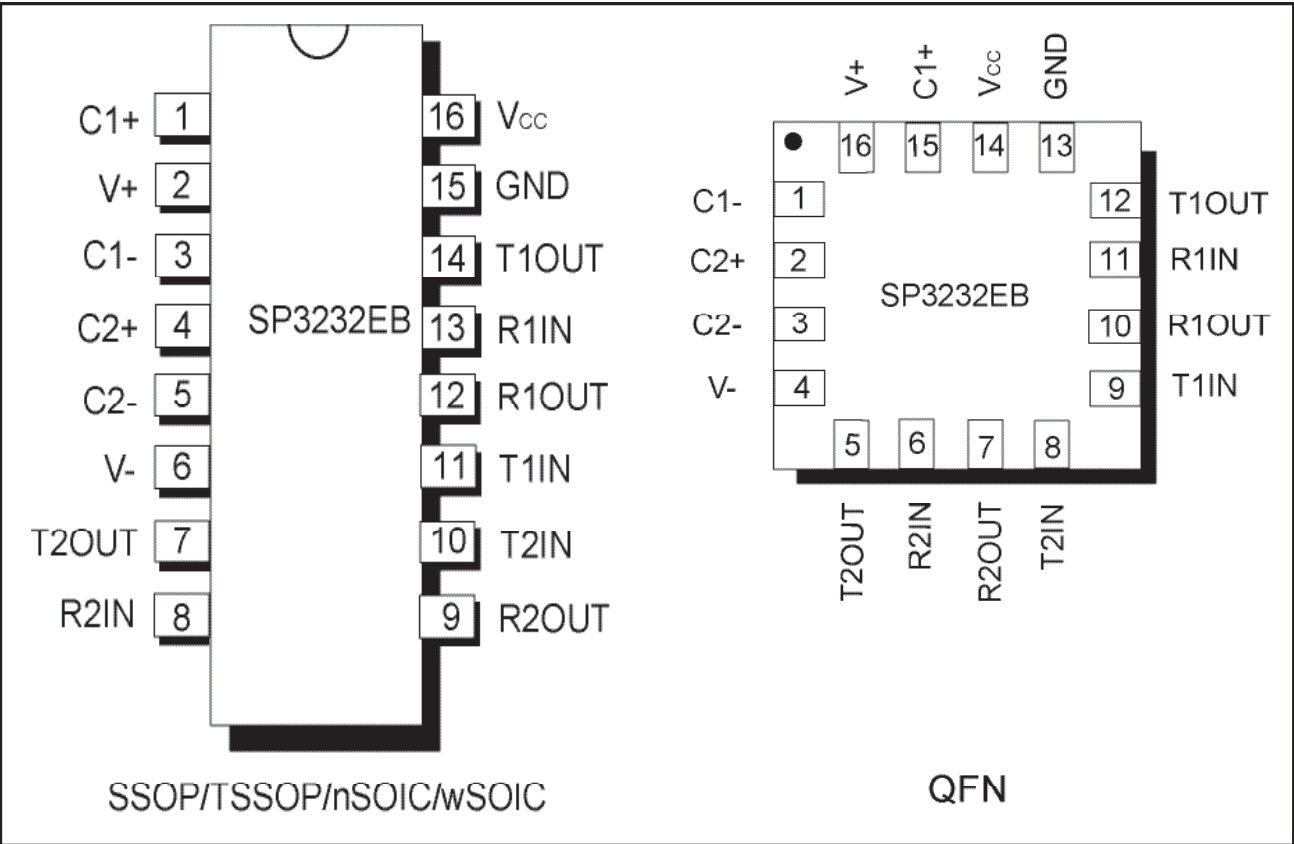 C1+ 1
V+ 2
C1- 3
C2+ 4
C2- 5
V- 6
T2OUT 7
R2IN 8
SP3232EB
16 Vcc
15 GND
14 T1OUT
13 R1IN
12 R1OUT
11 T1IN
10 T2IN
9 R2OUT
SSOP/TSSOP/nSOIC/wSOIC
V+ C1+ Vcc GND
16 15 14 13
C1- 1
C2+ 2
C2- 3
V- 4
SP3232EB
12 T1OUT
11 R1IN
10 R1OUT
9 T1IN
5 6 7 8
T2OUT R2IN R2OUT T2IN
QFN